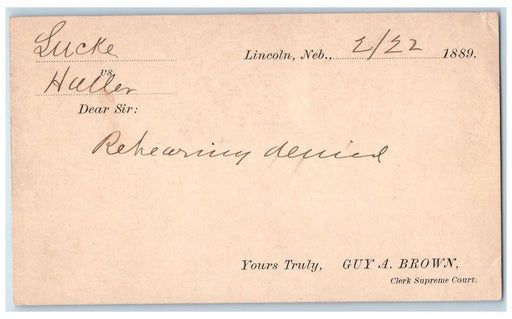 Lucke
vs.
Haller
Lincoln, Neb., 2/22 1889.
Dear Sir:
Rehearing denied
Yours Truly, GUY A. BROWN,
Clerk Supreme Court.